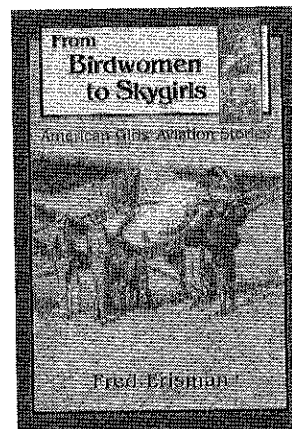 From
Birdwomen
to Skygirls
American Girls' Aviation Stories
Fred Erisman